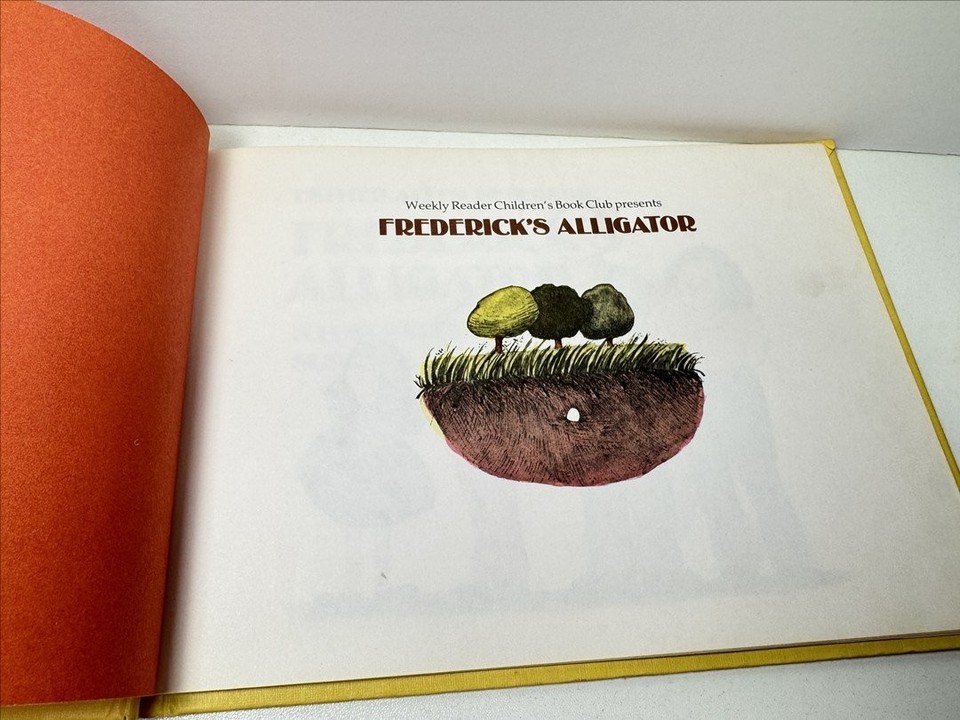 Weekly Reader Children's Book Club presents
FREDERICK'S ALLIGATOR